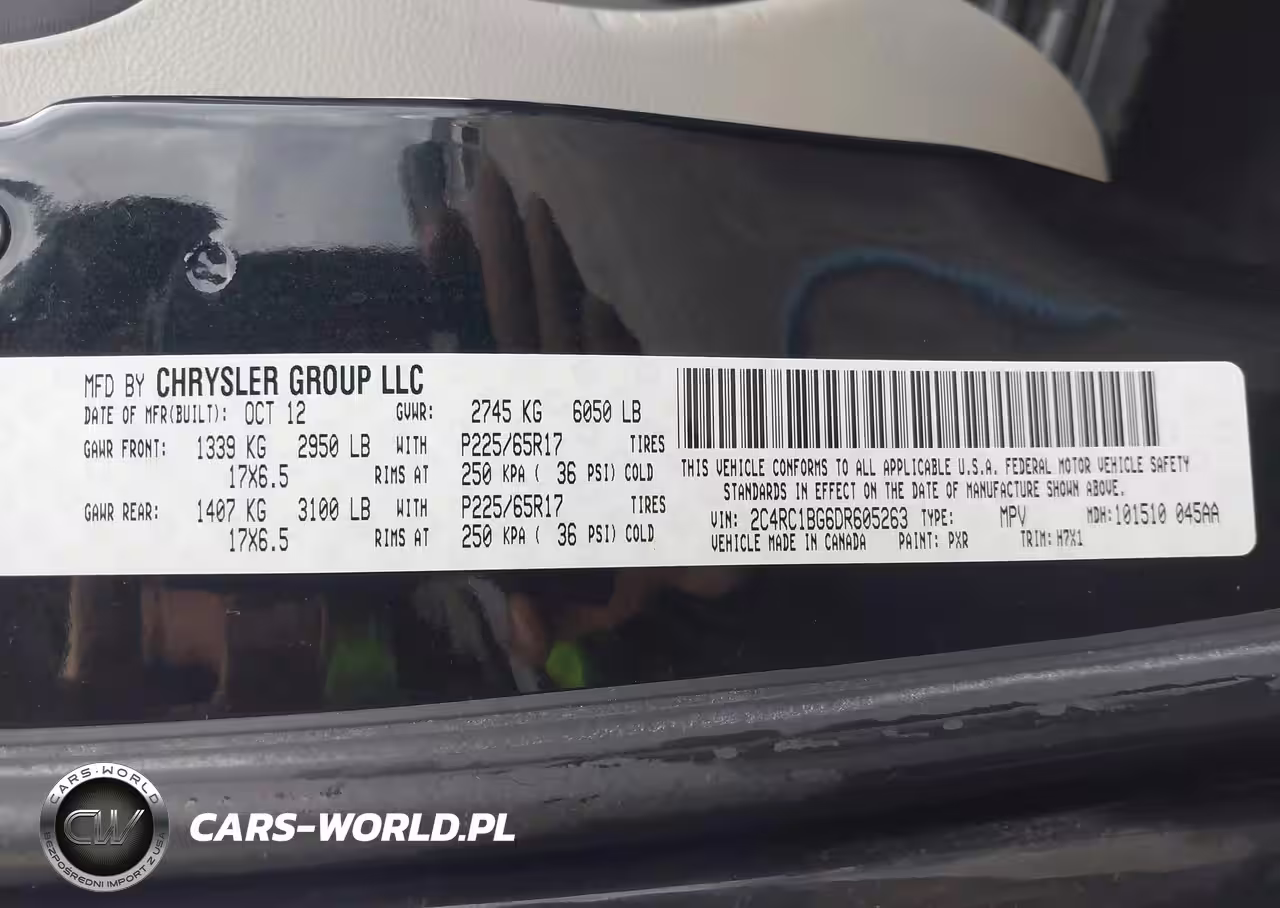 MFD BY CHRYSLER GROUP LLC
DATE OF MFR(BUILT): OCT 12 GVWR: 2745 KG 6050 LB
GAWR FRONT: 1339 KG 2950 LB WITH P225/65R17 TIRES
17X6.5 RIMS AT 250 KPA ( 36 PSI) COLD
GAWR REAR: 1407 KG 3100 LB WITH P225/65R17 TIRES
17X6.5 RIMS AT 250 KPA ( 36 PSI) COLD
THIS VEHICLE CONFORMS TO ALL APPLICABLE U.S.A. FEDERAL MOTOR VEHICLE SAFETY
STANDARDS IN EFFECT ON THE DATE OF MANUFACTURE SHOWN ABOVE.
VIN: 2C4RC1BG6DR605263 TYPE: MPV MDH:101510 045AA
VEHICLE MADE IN CANADA PAINT: PXR TRIM: H7X1
CARS-WORLD
CW
BEZPOŚREDNI IMPORT Z USA
CARS-WORLD.PL